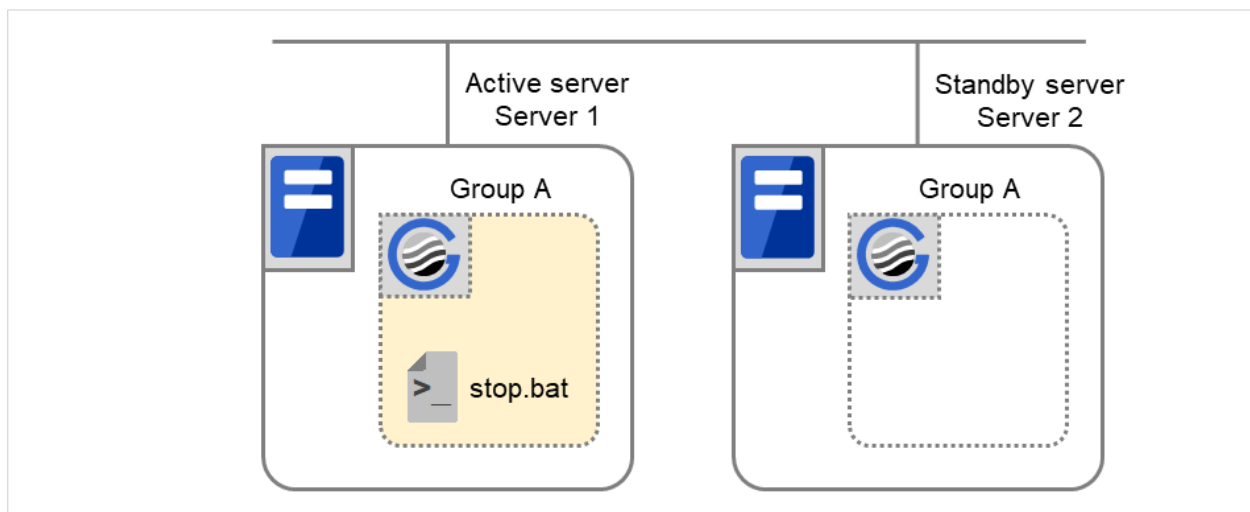 Active server
Server 1
Standby server
Server 2
Group A
Group A
>_ stop.bat